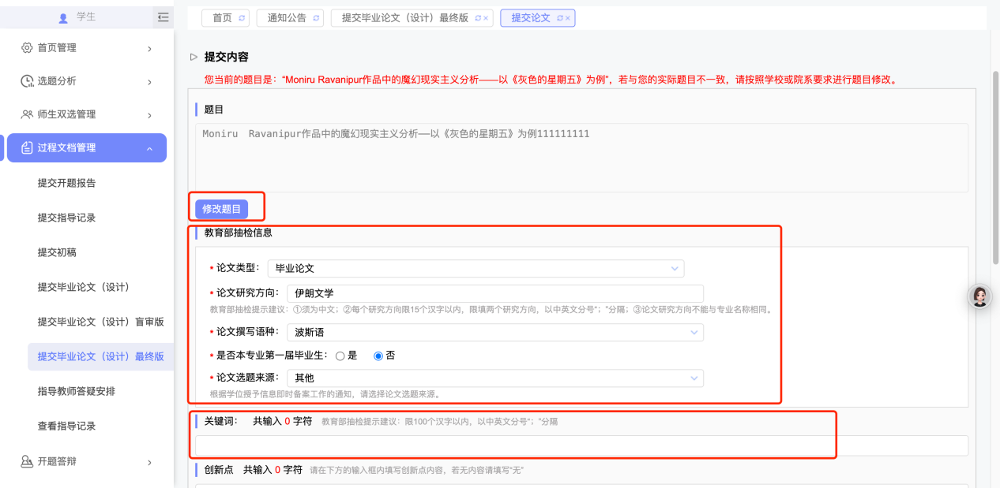 学生
首页
通知公告
提交毕业论文（设计）最终版
提交论文
首页管理
选题分析
师生双选管理
过程文档管理
提交开题报告
提交指导记录
提交初稿
提交毕业论文（设计）
提交毕业论文（设计）盲审版
提交毕业论文（设计）最终版
指导教师答疑安排
查看指导记录
开题答辩
提交内容
您当前的题目是：“Moniru Ravanipur作品中的魔幻现实主义分析——以《灰色的星期五》为例”，若与您的实际题目不一致，请按照学校或院系要求进行题目修改。
题目
Moniru  Ravanipur作品中的魔幻现实主义分析——以《灰色的星期五》为例111111111
修改题目
教育部抽检信息
* 论文类型： 毕业论文
* 论文研究方向： 伊朗文学
教育部抽检提示建议：①须为中文；②每个研究方向限15个汉字以内，限填两个研究方向，以中英文分号“；”分隔；③论文研究方向不能与专业名称相同。
* 论文撰写语种： 波斯语
* 是否本专业第一届毕业生： 是 否
* 论文选题来源： 其他
根据学位授予信息即时备案工作的通知，请选择论文选题来源。
关键词： 共输入 0 字符 教育部抽检提示建议：限100个汉字以内，以中英文分号“；”分隔
创新点 共输入 0 字符 请在下方的输入框内填写创新点内容，若无内容请填写“无”